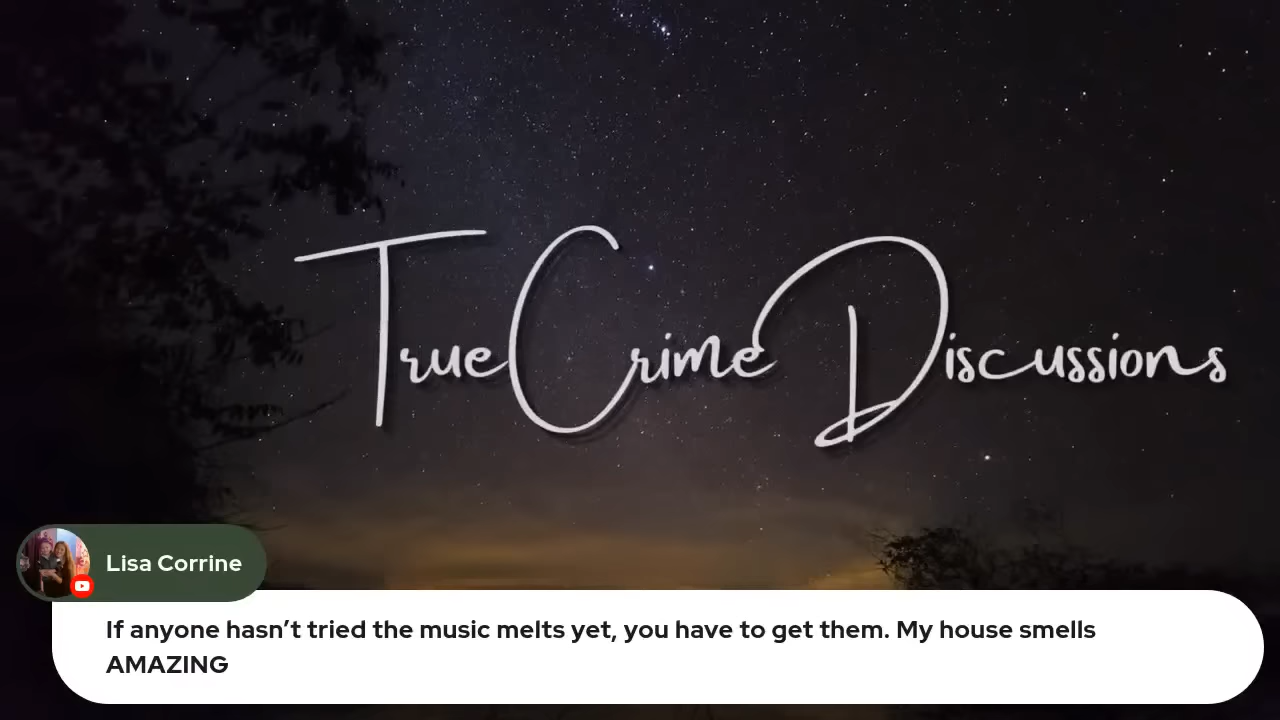 True Crime Discussions
Lisa Corrine
If anyone hasn’t tried the music melts yet, you have to get them. My house smells
AMAZING